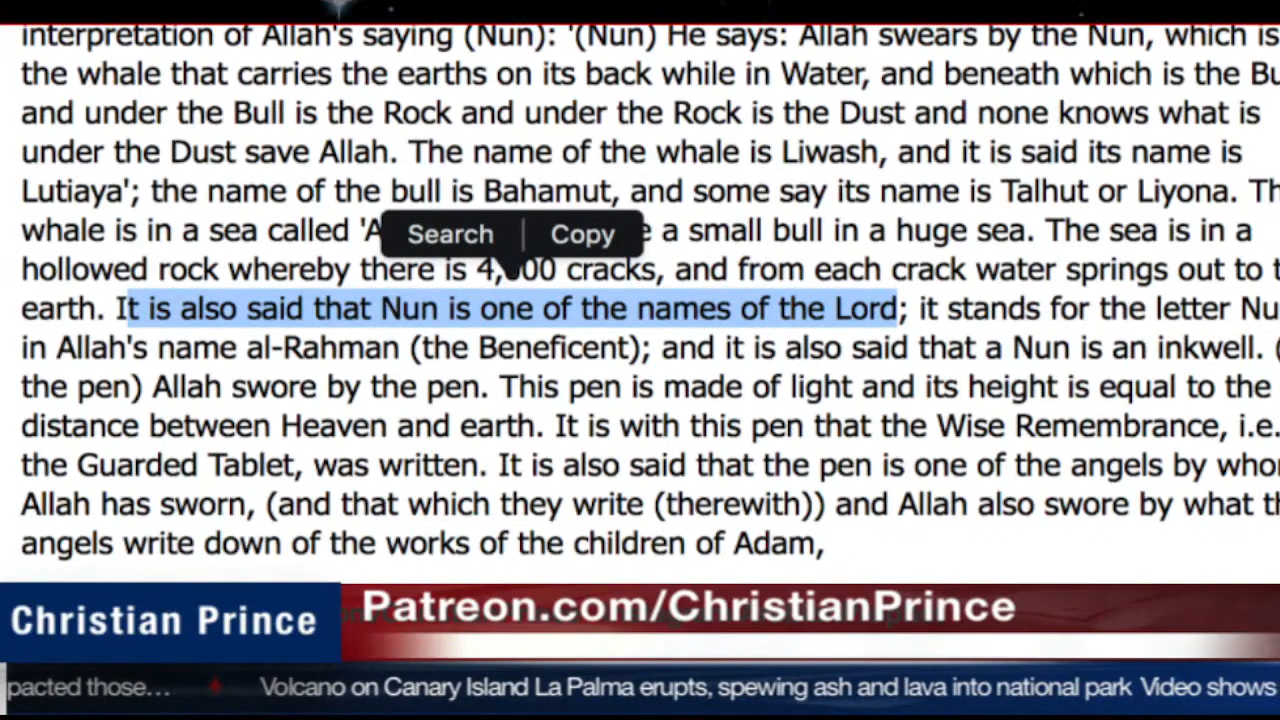 interpretation of Allah's saying (Nun): '(Nun) He says: Allah swears by the Nun, which is
the whale that carries the earths on its back while in Water, and beneath which is the Bu
and under the Bull is the Rock and under the Rock is the Dust and none knows what is
under the Dust save Allah. The name of the whale is Liwash, and it is said its name is
Lutiaya'; the name of the bull is Bahamut, and some say its name is Talhut or Liyona. Th
whale is in a sea called 'A e a small bull in a huge sea. The sea is in a
Search Copy
hollowed rock whereby there is 4,000 cracks, and from each crack water springs out to t
earth. It is also said that Nun is one of the names of the Lord; it stands for the letter Nu
in Allah's name al-Rahman (the Beneficent); and it is also said that a Nun is an inkwell. (
the pen) Allah swore by the pen. This pen is made of light and its height is equal to the
distance between Heaven and earth. It is with this pen that the Wise Remembrance, i.e.
the Guarded Tablet, was written. It is also said that the pen is one of the angels by who
Allah has sworn, (and that which they write (therewith)) and Allah also swore by what th
angels write down of the works of the children of Adam,
Christian Prince
Patreon.com/ChristianPrince
pacted those... Volcano on Canary Island La Palma erupts, spewing ash and lava into national park Video shows